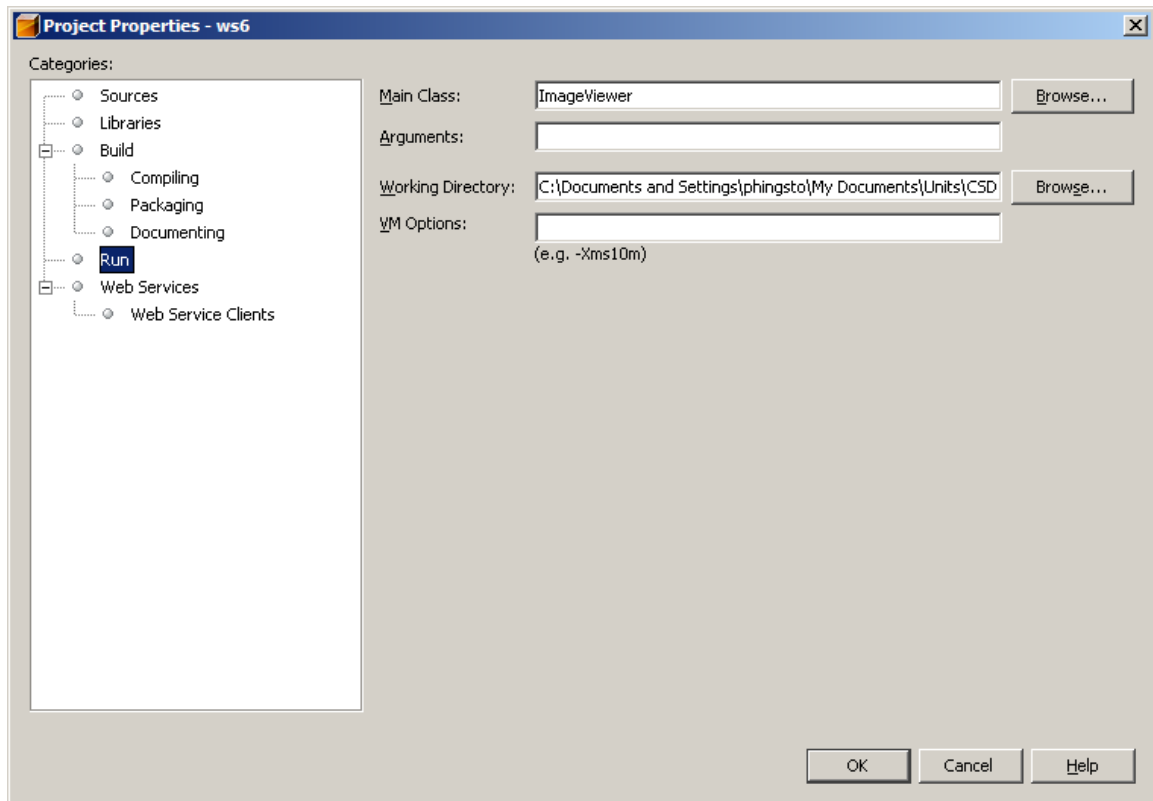 Project Properties - ws6
Categories:
Sources
Libraries
Build
Compiling
Packaging
Documenting
Run
Web Services
Web Service Clients
Main Class: ImageViewer Browse...
Arguments:
Working Directory: C:\Documents and Settings\phingsto\My Documents\Units\CSD Browse...
VM Options:
(e.g. -Xms10m)
OK Cancel Help